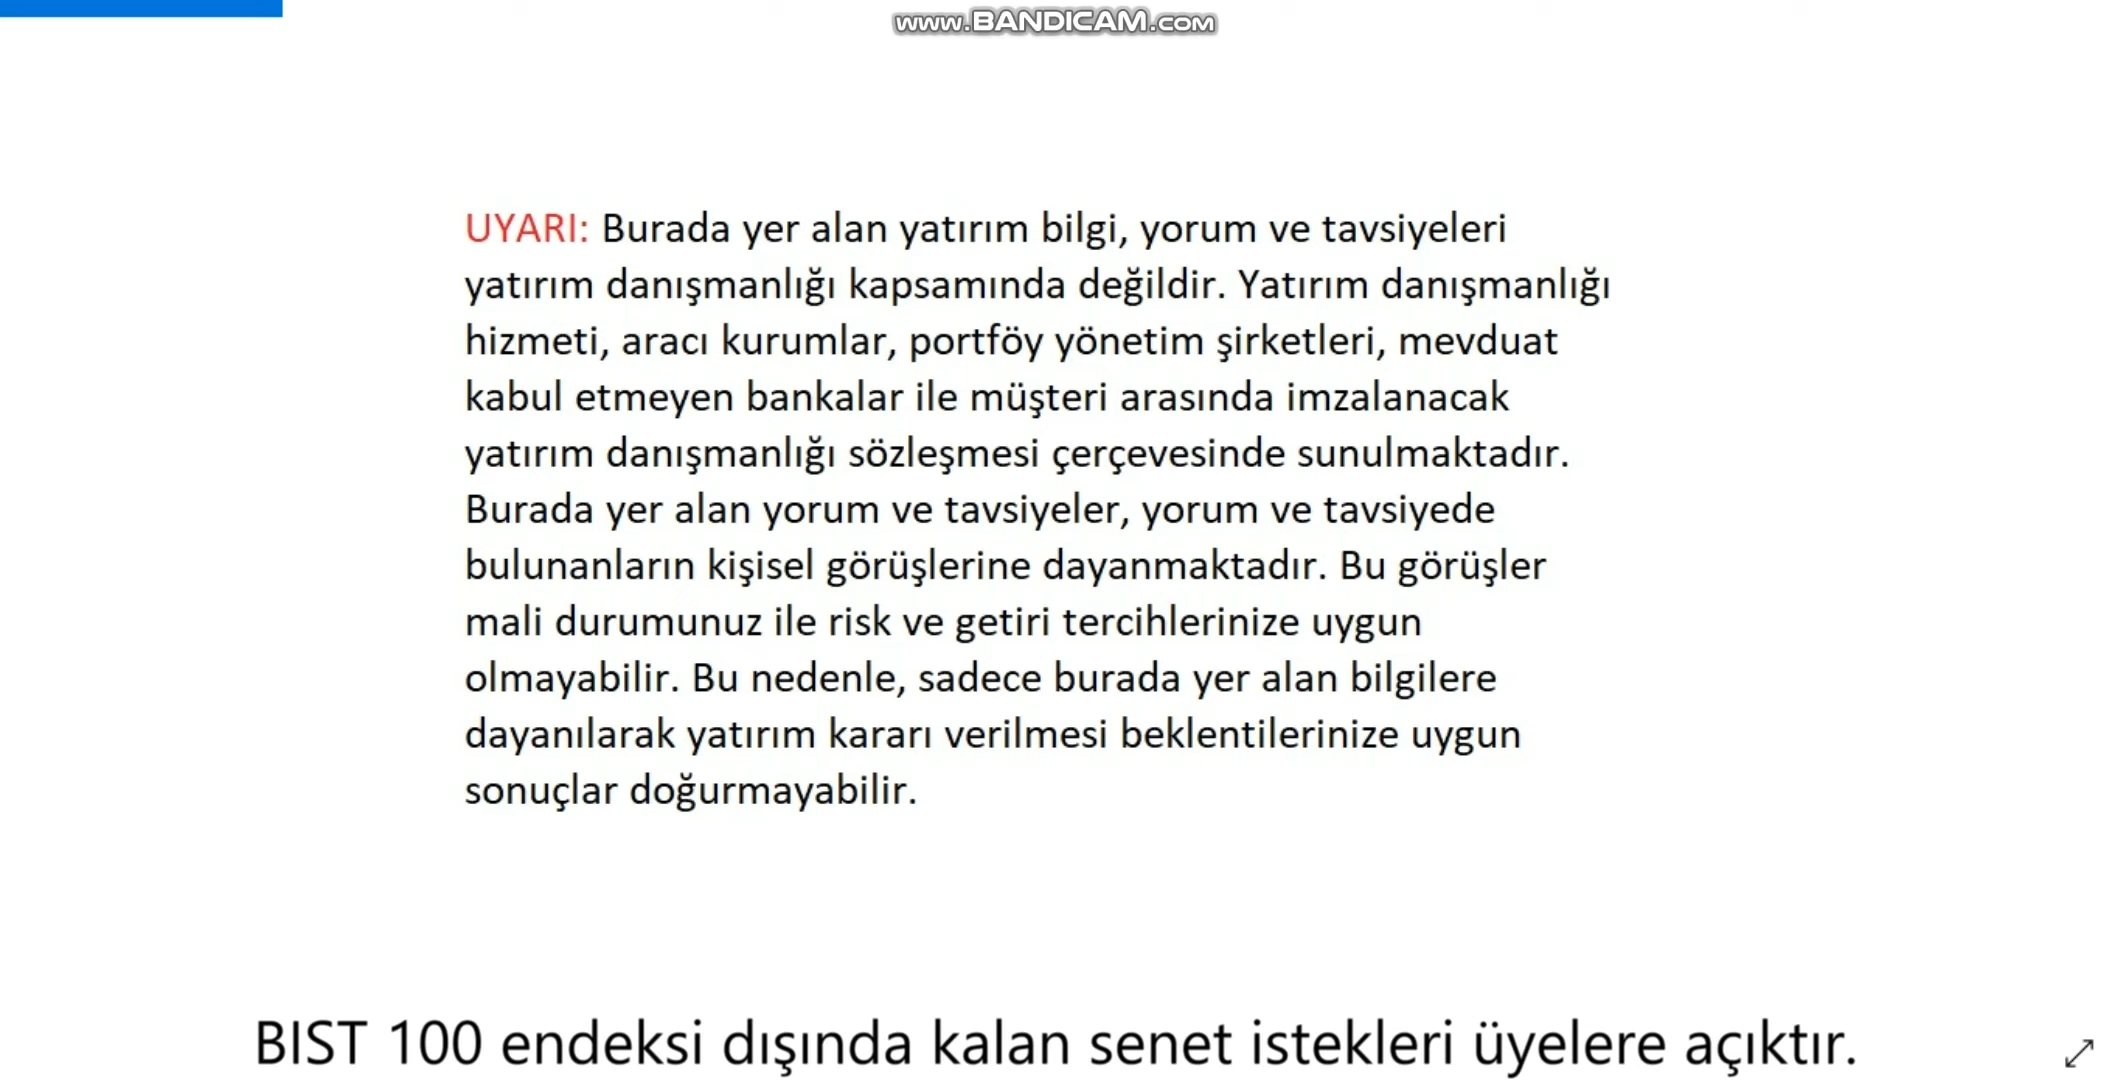 www.BANDICAM.com
UYARI: Burada yer alan yatırım bilgi, yorum ve tavsiyeleri
yatırım danışmanlığı kapsamında değildir. Yatırım danışmanlığı
hizmeti, aracı kurumlar, portföy yönetim şirketleri, mevduat
kabul etmeyen bankalar ile müşteri arasında imzalanacak
yatırım danışmanlığı sözleşmesi çerçevesinde sunulmaktadır.
Burada yer alan yorum ve tavsiyeler, yorum ve tavsiyede
bulunanların kişisel görüşlerine dayanmaktadır. Bu görüşler
mali durumunuz ile risk ve getiri tercihlerinize uygun
olmayabilir. Bu nedenle, sadece burada yer alan bilgilere
dayanılarak yatırım kararı verilmesi beklentilerinize uygun
sonuçlar doğurmayabilir.
BIST 100 endeksi dışında kalan senet istekleri üyelere açıktır.